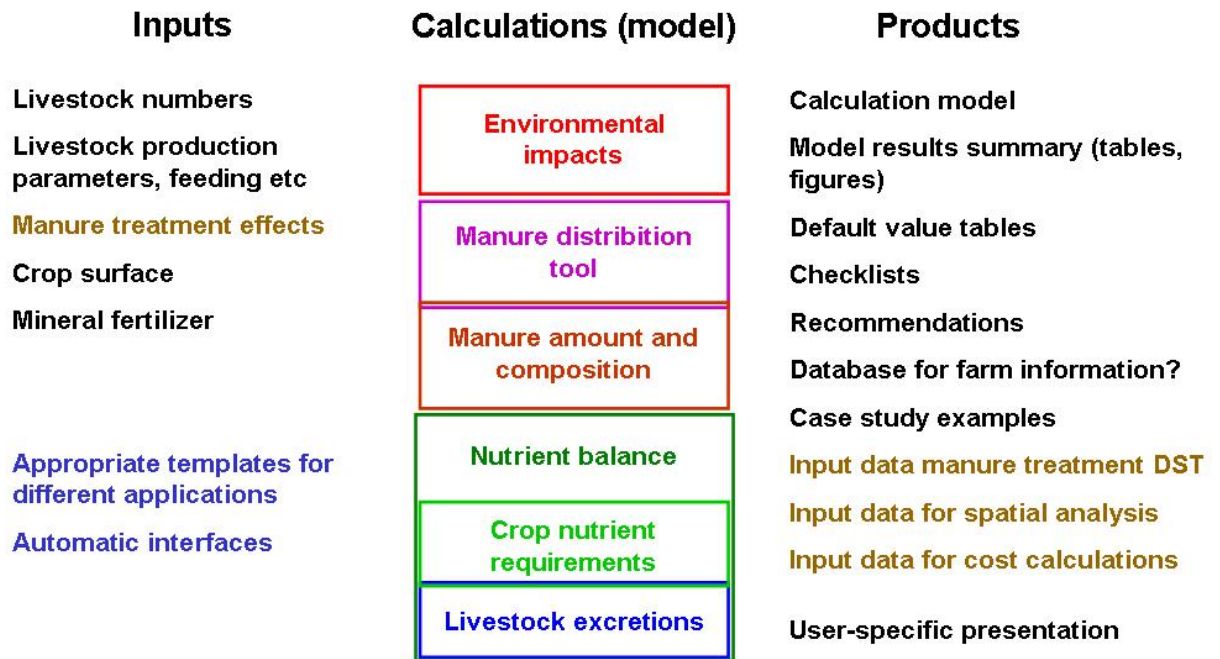 Inputs
Livestock numbers
Livestock production
parameters, feeding etc
Manure treatment effects
Crop surface
Mineral fertilizer
Appropriate templates for
different applications
Automatic interfaces
Calculations (model)
Environmental
impacts
Manure distribition
tool
Manure amount and
composition
Nutrient balance
Crop nutrient
requirements
Livestock excretions
Products
Calculation model
Model results summary (tables,
figures)
Default value tables
Checklists
Recommendations
Database for farm information?
Case study examples
Input data manure treatment DST
Input data for spatial analysis
Input data for cost calculations
User-specific presentation